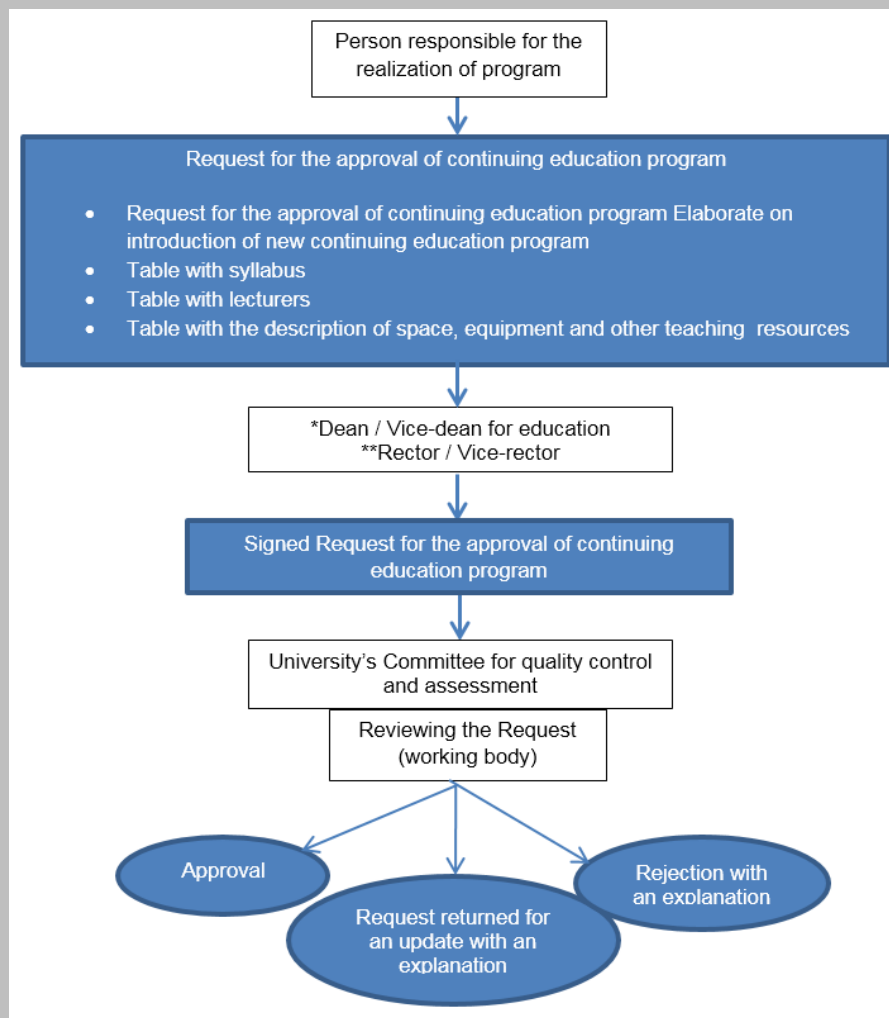 Person responsible for the
realization of program
Request for the approval of continuing education program
• Request for the approval of continuing education program Elaborate on
introduction of new continuing education program
• Table with syllabus
• Table with lecturers
• Table with the description of space, equipment and other teaching resources
*Dean / Vice-dean for education
**Rector / Vice-rector
Signed Request for the approval of continuing
education program
University's Committee for quality control
and assessment
Reviewing the Request
(working body)
Approval
Rejection with
an explanation
Request returned for
an update with an
explanation